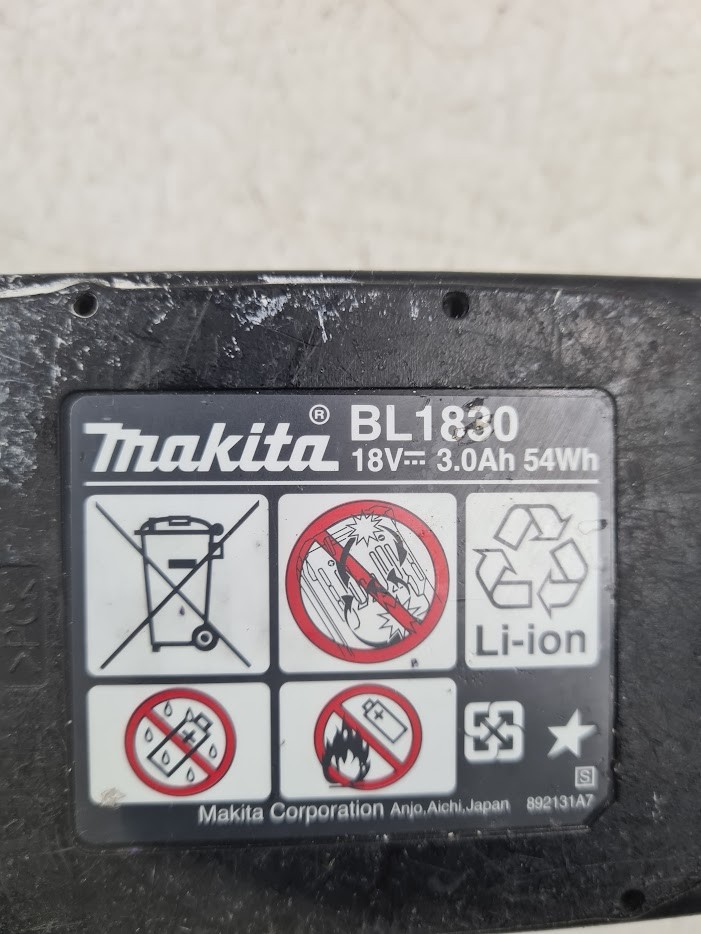 makita® BL1830
18V⎓ 3.0Ah 54Wh
Li-ion
S
Makita Corporation Anjo,Aichi,Japan 892131A7